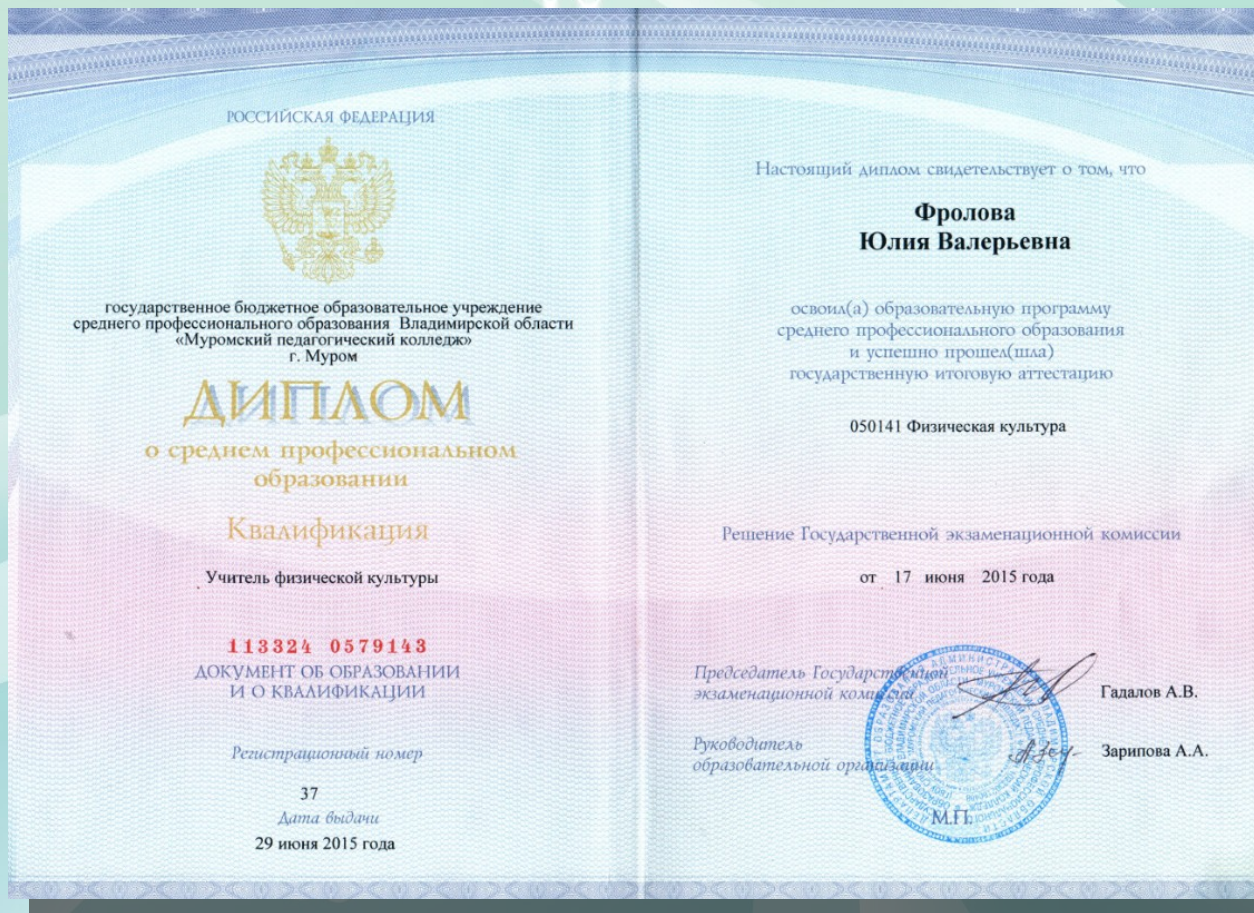 РОССИЙСКАЯ ФЕДЕРАЦИЯ
государственное бюджетное образовательное учреждение
среднего профессионального образования Владимирской области
«Муромский педагогический колледж»
г. Муром
ДИПЛОМ
о среднем профессиональном
образовании
Квалификация
Учитель физической культуры
113324 0579143
ДОКУМЕНТ ОБ ОБРАЗОВАНИИ
И О КВАЛИФИКАЦИИ
Регистрационный номер
37
Дата выдачи
29 июня 2015 года
Настоящий диплом свидетельствует о том, что
Фролова
Юлия Валерьевна
освоил(а) образовательную программу
среднего профессионального образования
и успешно прошел(шла)
государственную итоговую аттестацию
050141 Физическая культура
Решение Государственной экзаменационной комиссии
от 17 июня 2015 года
Председатель Государственной
экзаменационной комиссии
Гадалов А.В.
Руководитель
образовательной организации
Зарипова А.А.
М.П.